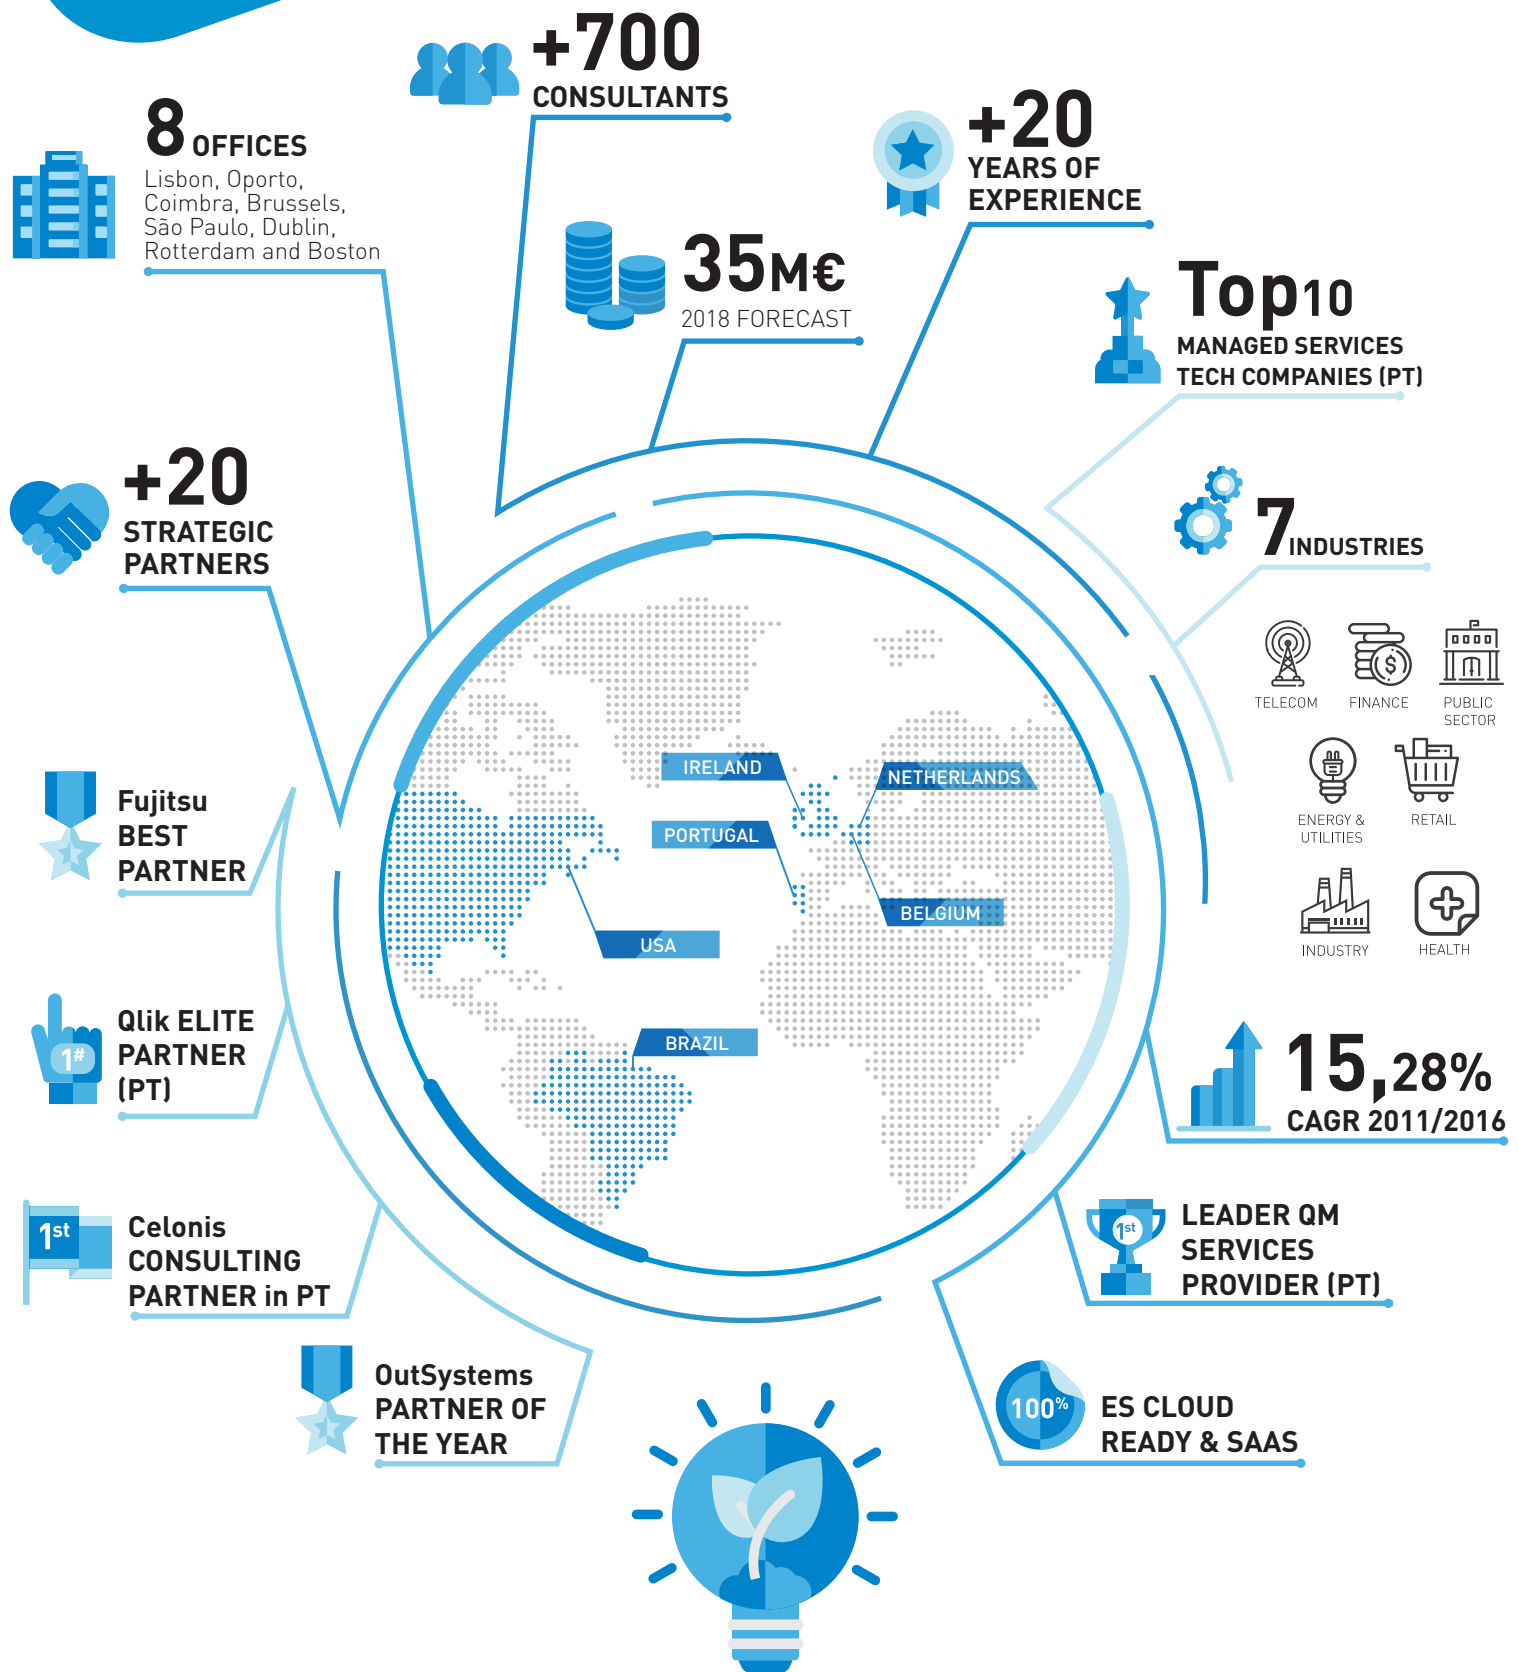 +700
CONSULTANTS
8 OFFICES
Lisbon, Oporto,
Coimbra, Brussels,
São Paulo, Dublin,
Rotterdam and Boston
+20
YEARS OF
EXPERIENCE
35M€
2018 FORECAST
Top10
MANAGED SERVICES
TECH COMPANIES (PT)
+20
STRATEGIC
PARTNERS
7 INDUSTRIES
TELECOM
FINANCE
PUBLIC
SECTOR
ENERGY &
UTILITIES
RETAIL
INDUSTRY
HEALTH
IRELAND
NETHERLANDS
PORTUGAL
BELGIUM
USA
BRAZIL
Fujitsu
BEST
PARTNER
1#
Qlik ELITE
PARTNER
(PT)
15,28%
CAGR 2011/2016
1st
Celonis
CONSULTING
PARTNER in PT
1st
LEADER QM
SERVICES
PROVIDER (PT)
OutSystems
PARTNER OF
THE YEAR
100%
ES CLOUD
READY & SAAS